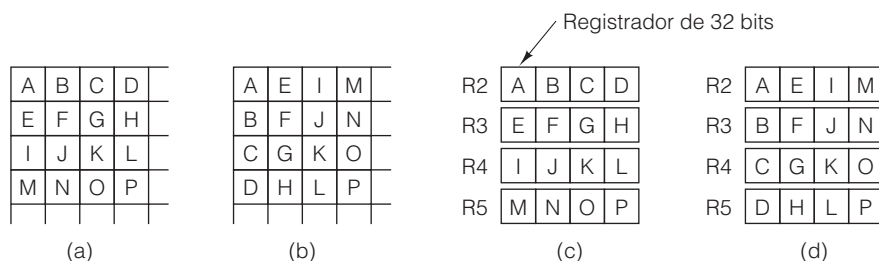 Registrador de 32 bits
A B C D
E F G H
I J K L
M N O P
(a)
A E I M
B F J N
C G K O
D H L P
(b)
R2 A B C D
R3 E F G H
R4 I J K L
R5 M N O P
(c)
R2 A E I M
R3 B F J N
R4 C G K O
R5 D H L P
(d)